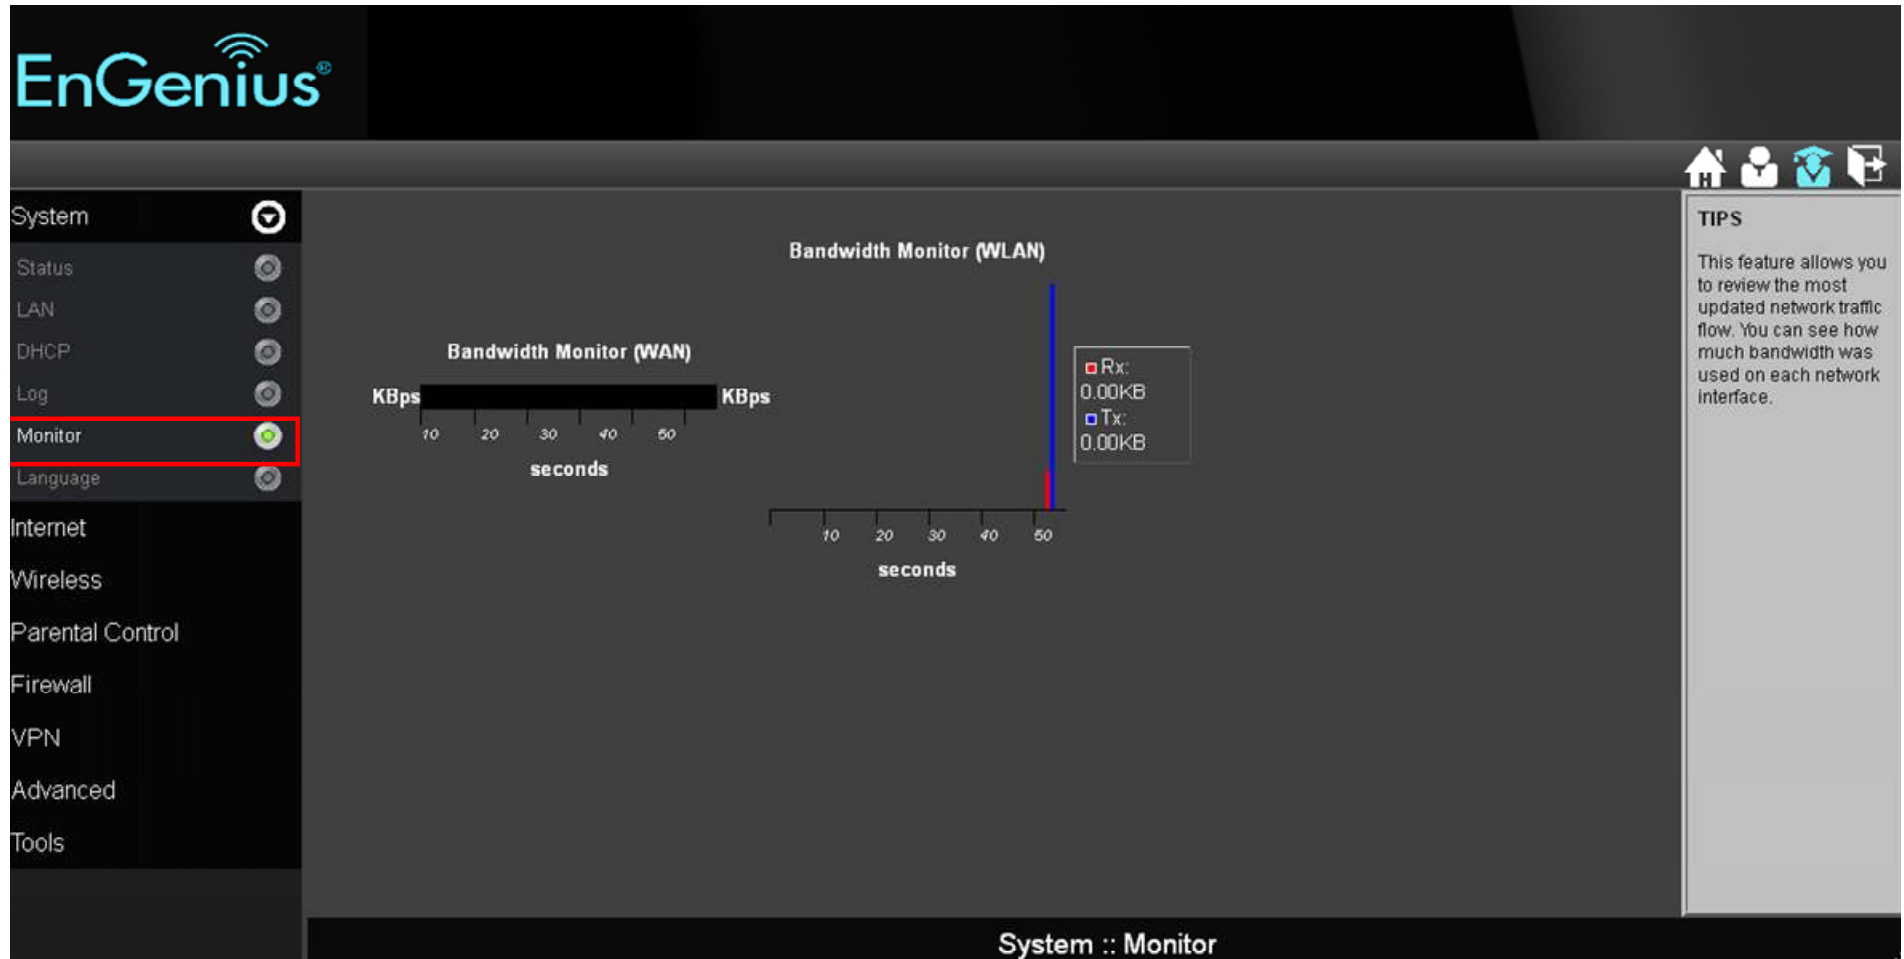 EnGenius®
System
Status
LAN
DHCP
Log
Monitor
Language
Internet
Wireless
Parental Control
Firewall
VPN
Advanced
Tools
Bandwidth Monitor (WAN)
KBps
KBps
10 20 30 40 50
seconds
Bandwidth Monitor (WLAN)
Rx:
0.00KB
Tx:
0.00KB
10 20 30 40 50
seconds
H
TIPS
This feature allows you
to review the most
updated network traffic
flow. You can see how
much bandwidth was
used on each network
interface.
System :: Monitor